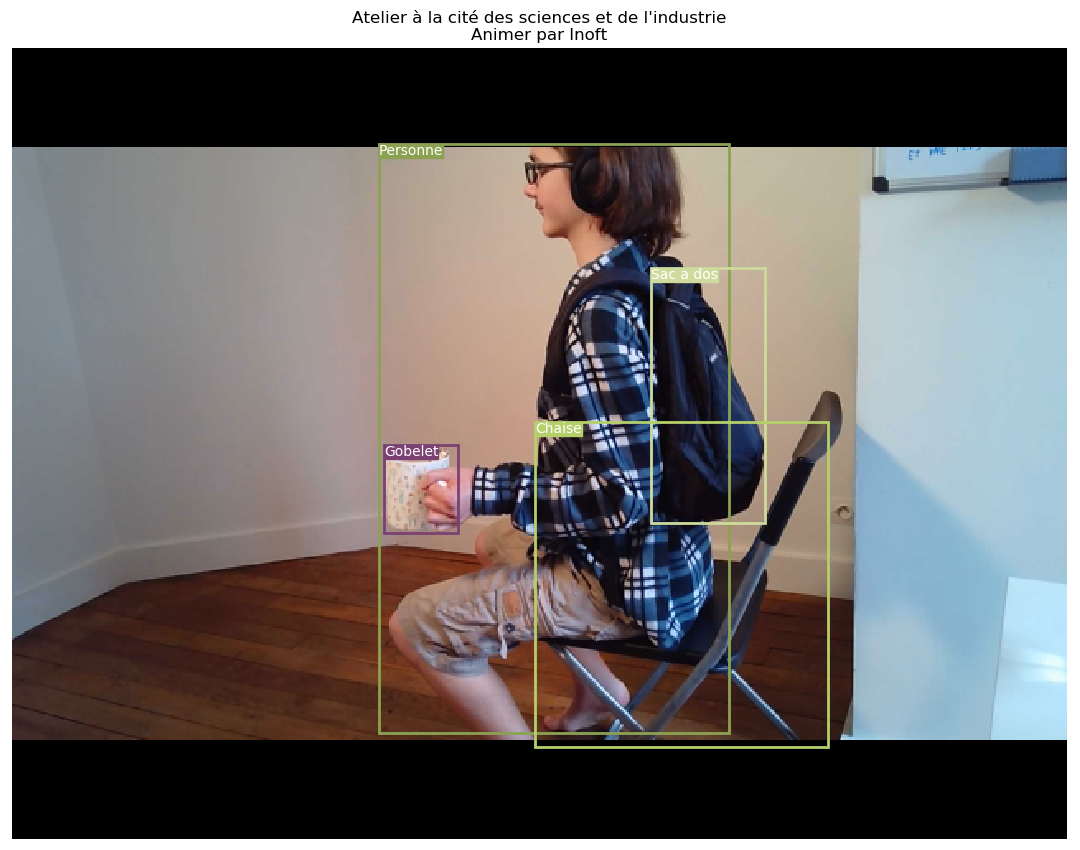 Atelier à la cité des sciences et de l'industrie
Animer par Inoft
Personne
Sac a dos
Chaise
Gobelet